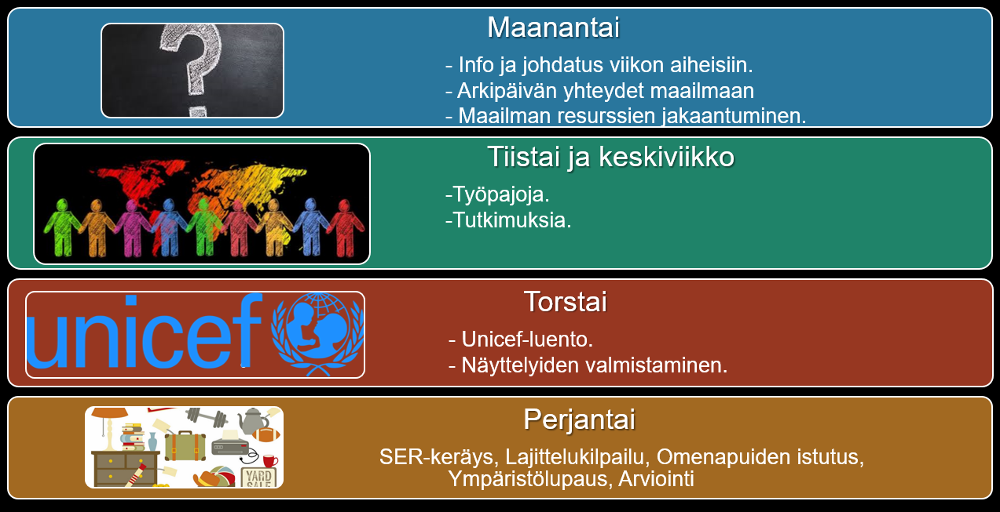 Maanantai
- Info ja johdatus viikon aiheisiin.
- Arkipäivän yhteydet maailmaan
- Maailman resurssien jakaantuminen.
Tiistai ja keskiviikko
-Työpajoja.
-Tutkimuksia.
unicef
Torstai
- Unicef-luento.
- Näyttelyiden valmistaminen.
Perjantai
SER-keräys, Lajittelukilpailu, Omenapuiden istutus,
Ympäristölupaus, Arviointi
YARD
SALE